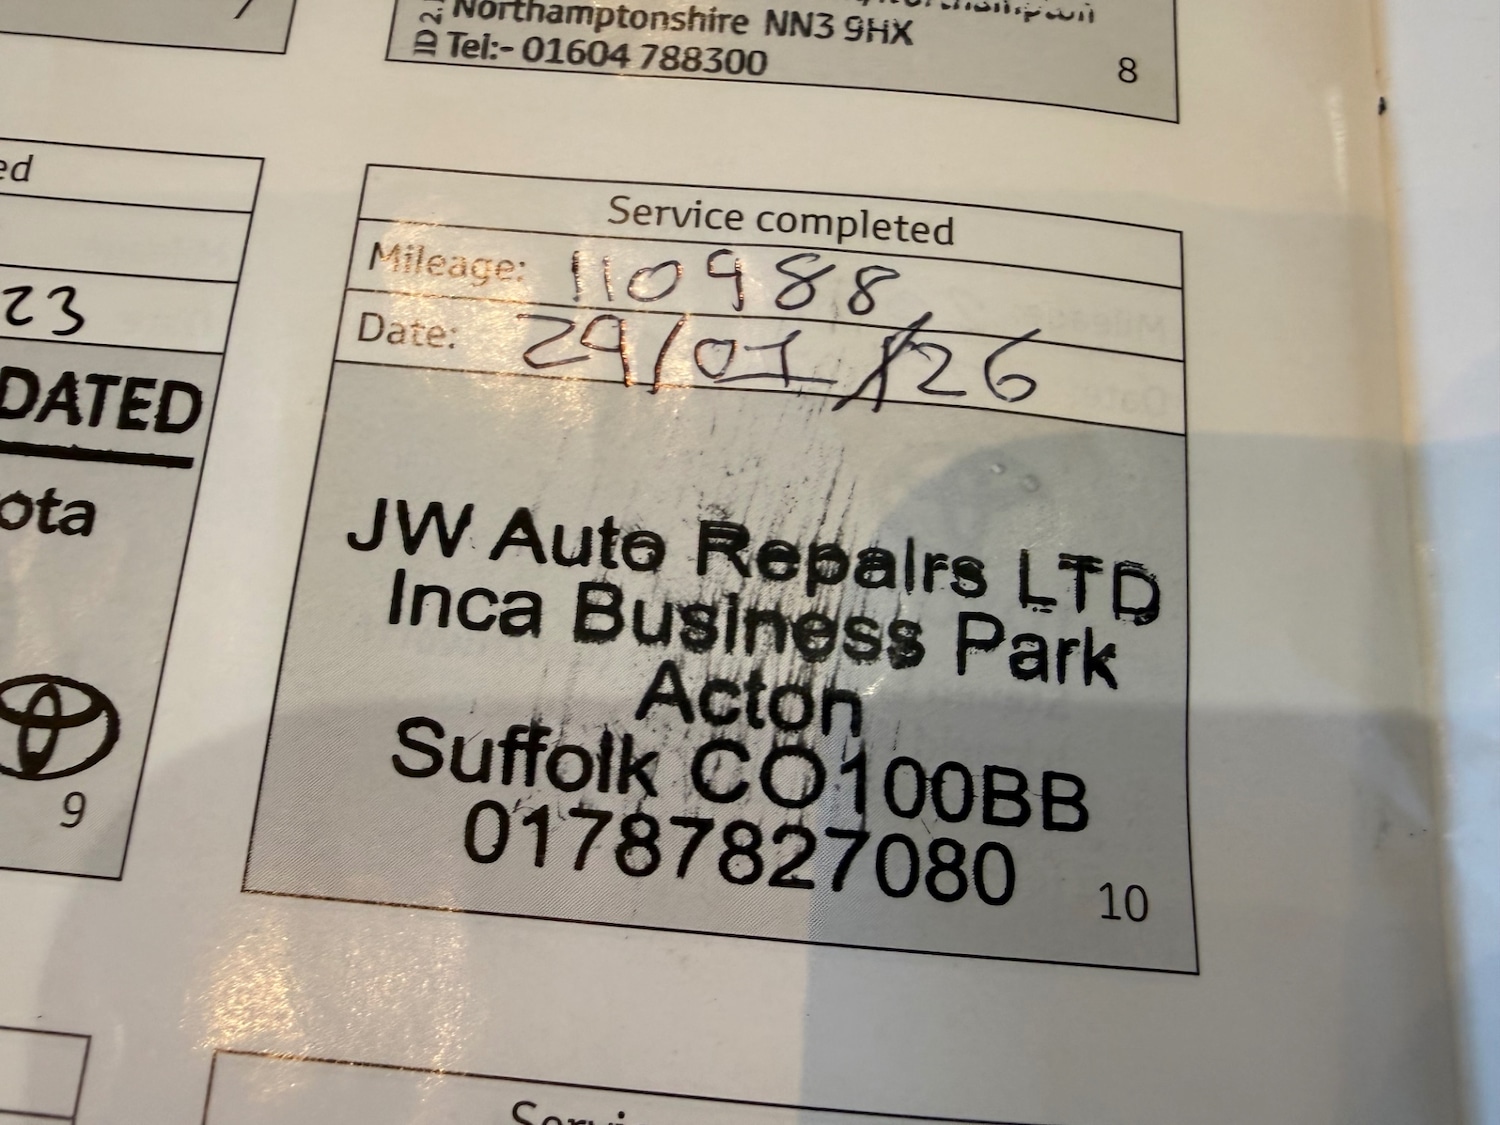 Northamptonshire NN3 9HX
Tel:- 01604 788300
8
ed
23
DATED
ota
9
Service completed
Mileage: 110988
Date: 29/01/26
JW Auto Repairs LTD
Inca Business Park
Acton
Suffolk CO100BB
01787827080
10